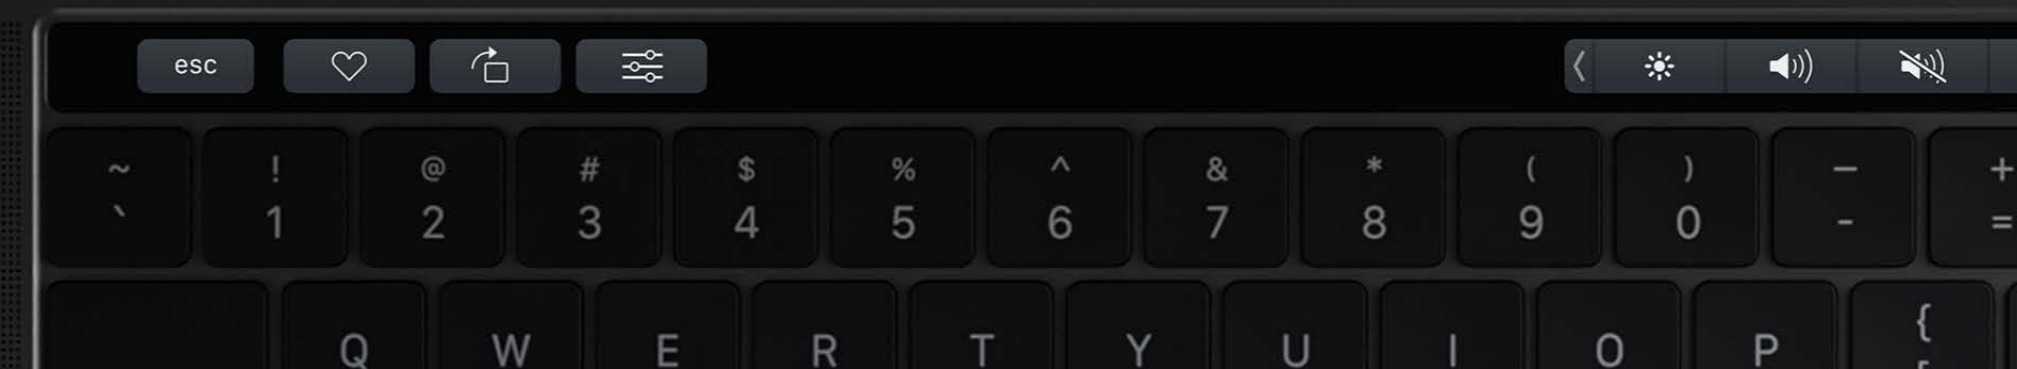 esc
~ ! @ # $ % ^ & * ( ) — +
` 1 2 3 4 5 6 7 8 9 0 - =
{
Q W E R T Y U I O P